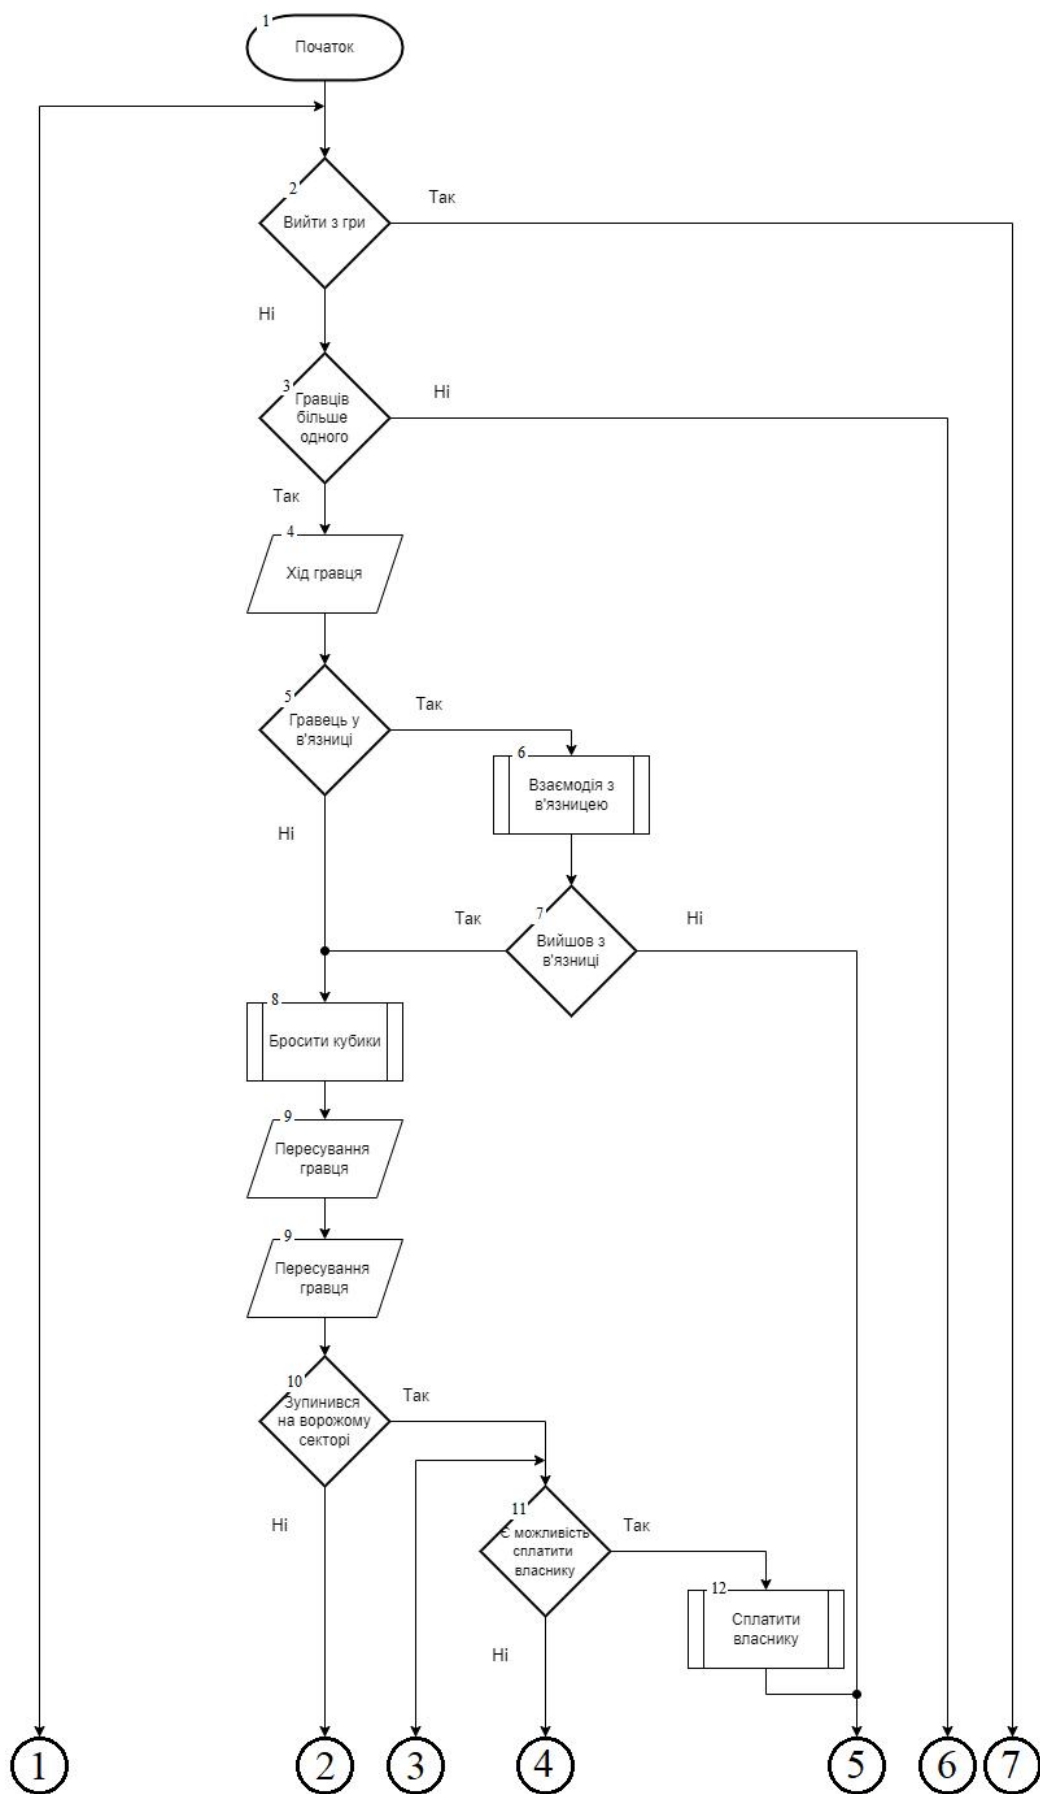 1
Початок
2
Так
Вийти з гри
Ні
3
Ні
Гравців
більше
одного
Так
4
Хід гравця
5
Так
Гравець у
в'язниці
6
Взаємодія з
в'язницею
Ні
7
Так
Ні
Вийшов з
в'язниці
8
Бросити кубики
9
Пересування
гравця
9
Пересування
гравця
10
Так
Зупинився
на ворожому
секторі
Ні
11
Так
Є можливість
сплатити
власнику
12
Сплатити
власнику
Ні
1
2
3
4
5
6
7